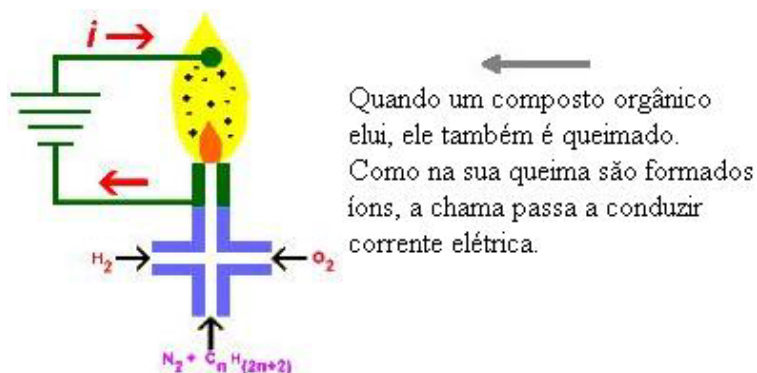 i
Quando um composto orgânico
elui, ele também é queimado.
Como na sua queima são formados
íons, a chama passa a conduzir
corrente elétrica.
H2
O2
N2 + CnH(2n+2)